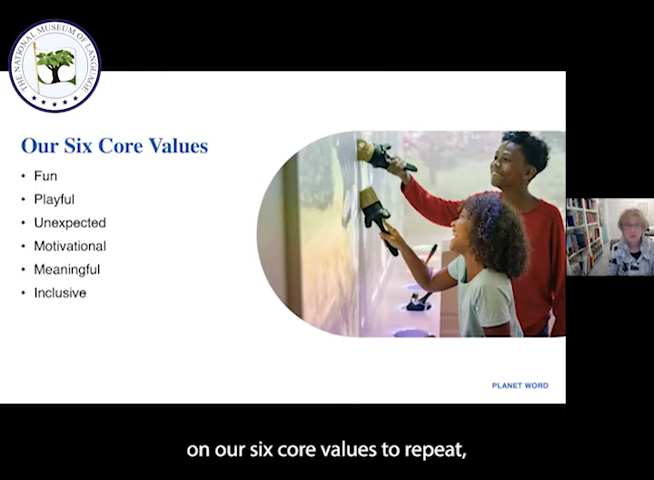 THE NATIONAL MUSEUM OF LANGUAGE
Our Six Core Values
• Fun
• Playful
• Unexpected
• Motivational
• Meaningful
• Inclusive
PLANET WORD
on our six core values to repeat,